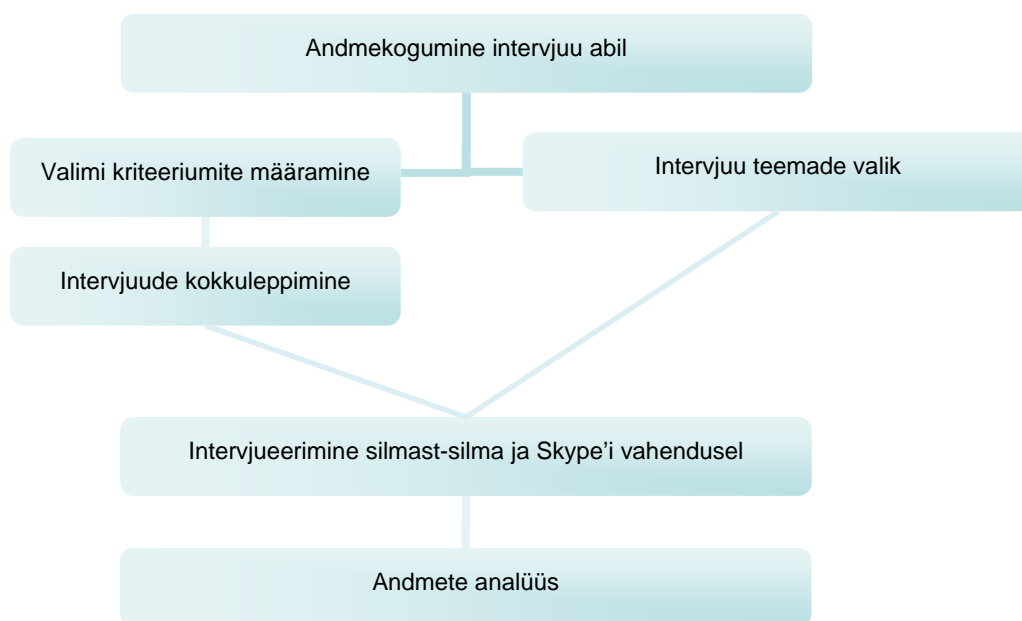 Andmekogumine intervjuu abil
Valimi kriteeriumite määramine
Intervjuu teemade valik
Intervjuude kokkuleppimine
Intervjueerimine silmast-silma ja Skype’i vahendusel
Andmete analüüs